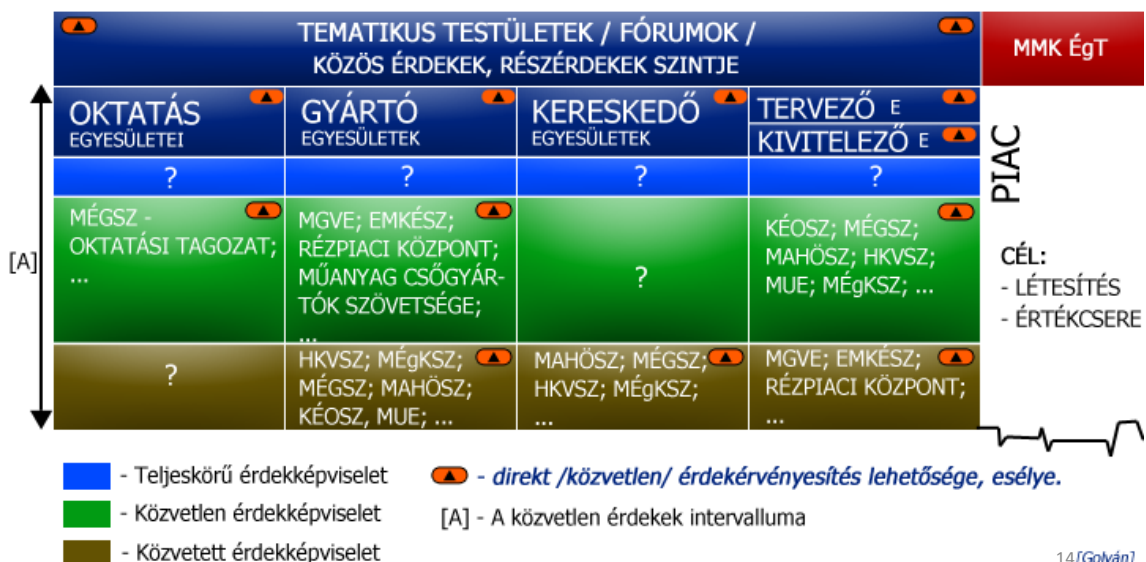 TEMATIKUS TESTÜLETEK / FÓRUMOK /
KÖZÖS ÉRDEKEK, RÉSZÉRDEKEK SZINTJE
MMK ÉgT
OKTATÁS
EGYESÜLETEI
GYÁRTÓ
EGYESÜLETEK
KERESKEDŐ
EGYESÜLETEK
TERVEZŐ E
KIVITELEZŐ E
?
?
?
?
MÉGSZ -
OKTATÁSI TAGOZAT;
...
MGVE; EMKÉSZ;
RÉZPIACI KÖZPONT;
MŰANYAG CSŐGYÁR-
TÓK SZÖVETSÉGE;
...
?
KÉOSZ; MÉGSZ;
MAHÖSZ; HKVSZ;
MUE; MÉgKSZ; ...
?
HKVSZ; MÉgKSZ;
MÉGSZ; MAHÖSZ;
KÉOSZ, MUE; ...
MAHÖSZ; MÉGSZ;
HKVSZ; MÉgKSZ;
...
MGVE; EMKÉSZ;
RÉZPIACI KÖZPONT;
...
[A]
PIAC
CÉL:
- LÉTESÍTÉS
- ÉRTÉKCSERE
- Teljeskörű érdekképviselet
- Közvetlen érdekképviselet
- Közvetett érdekképviselet
- direkt /közvetlen/ érdekérvényesítés lehetősége, esélye.
[A] - A közvetlen érdekek intervalluma
14 [Golyán]